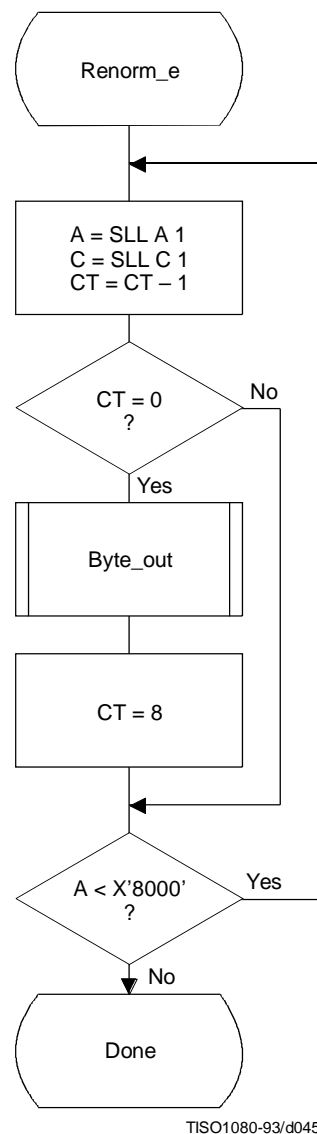 Renorm_e
A = SLL A 1
C = SLL C 1
CT = CT – 1
CT = 0
?
No
Yes
Byte_out
CT = 8
A < X’8000’
?
Yes
No
Done
TISO1080-93/d045